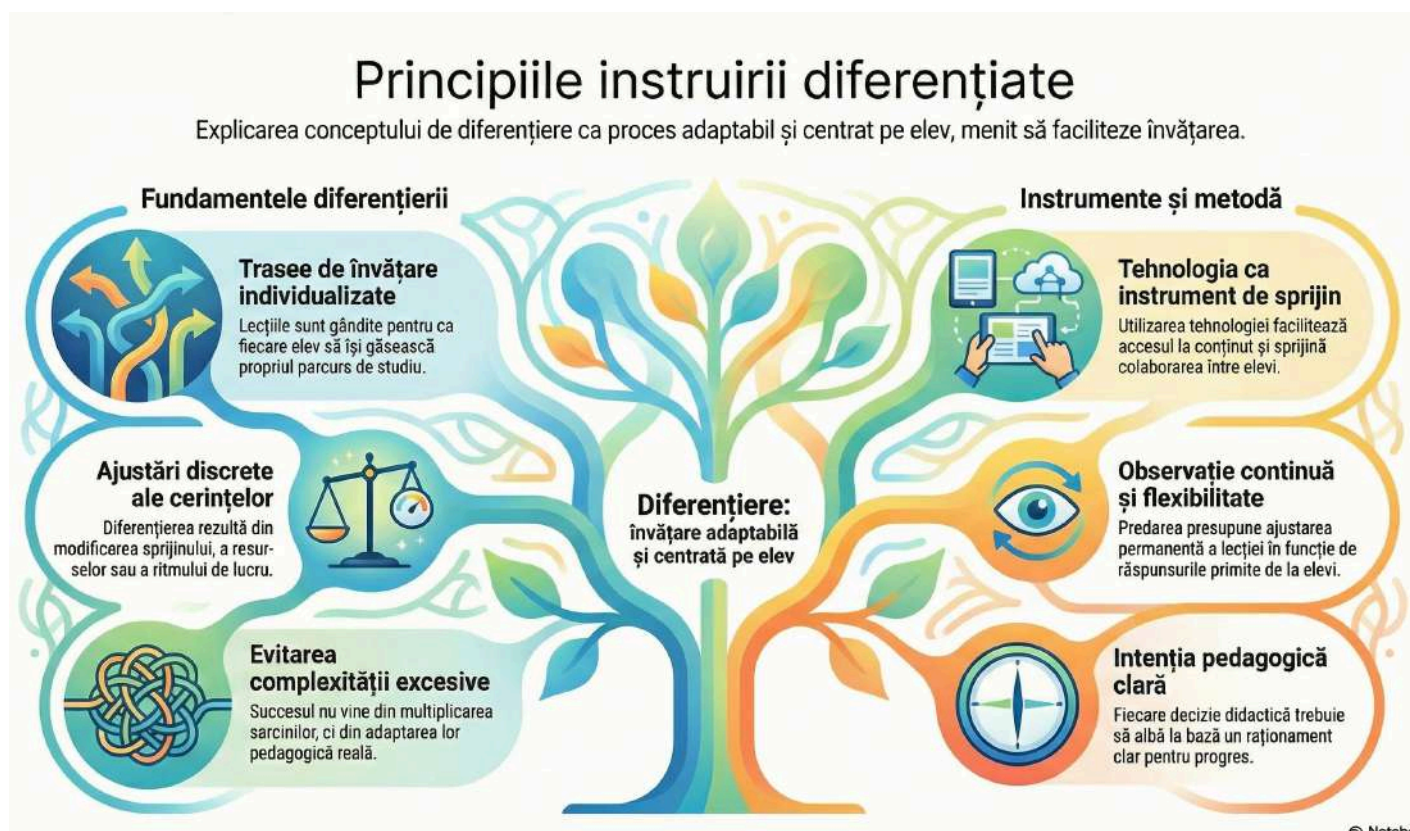 Principiile instruirii diferențiate
Explicarea conceptului de diferențiere ca proces adaptabil și centrat pe elev, menit să faciliteze învățarea.
Fundamentele diferențierii
Trasee de învățare
individualizate
Lecțiile sunt gândite pentru ca
fiecare elev să își găsească
propriul parcurs de studiu.
Ajustări discrete
ale cerințelor
Diferențierea rezultă din
modificarea sprijinului, a resur-
selor sau a ritmului de lucru.
Evitarea
complexității excesive
Succesul nu vine din multiplicarea
sarcinilor, ci din adaptarea lor
pedagogică reală.
Diferențiere:
învățare adaptabilă
și centrată pe elev
Instrumente și metodă
Tehnologia ca
instrument de sprijin
Utilizarea tehnologiei facilitează
accesul la conținut și sprijină
colaborarea între elevi.
Observație continuă
și flexibilitate
Predarea presupune ajustarea
permanentă a lecției în funcție de
răspunsurile primite de la elevi.
Intenția pedagogică
clară
Fiecare decizie didactică trebuie
să albă la bază un raționament
clar pentru progres.